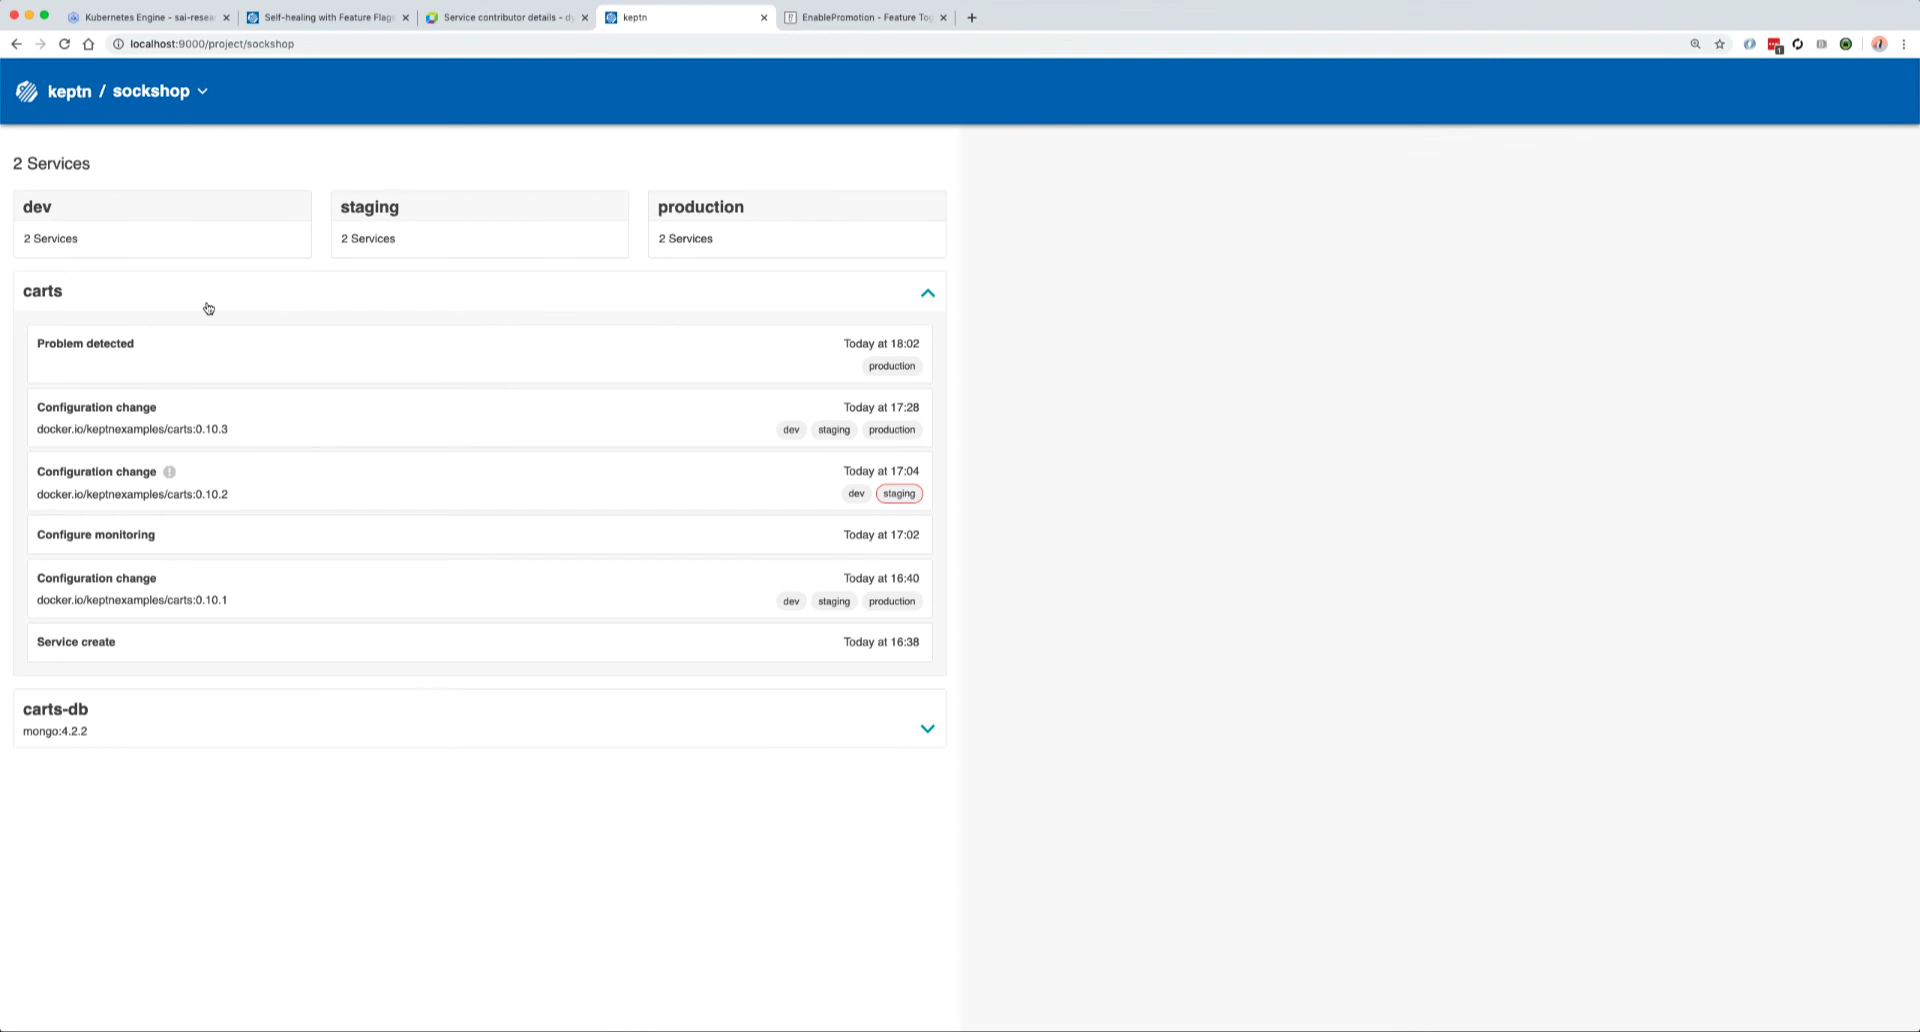 Kubernetes Engine - sai-resea
Self-healing with Feature Flag
Service contributor details - dy
keptn
EnablePromotion - Feature Tog
localhost:9000/project/sockshop
keptn / sockshop
2 Services
dev
2 Services
staging
2 Services
production
2 Services
carts
Problem detected
Today at 18:02
production
Configuration change
Today at 17:28
docker.io/keptnexamples/carts:0.10.3
dev staging production
Configuration change
Today at 17:04
docker.io/keptnexamples/carts:0.10.2
dev staging
Configure monitoring
Today at 17:02
Configuration change
Today at 16:40
docker.io/keptnexamples/carts:0.10.1
dev staging production
Service create
Today at 16:38
carts-db
mongo:4.2.2